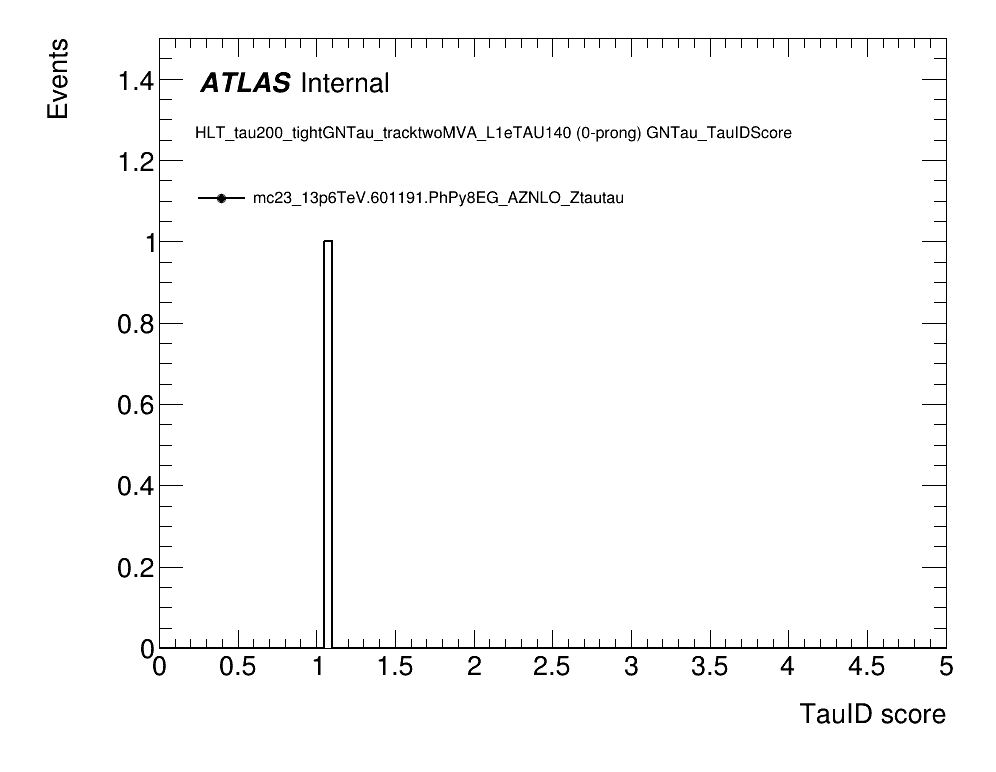 Events
ATLAS Internal
HLT_tau200_tightGNTau_tracktwoMVA_L1eTAU140 (0-prong) GNTau_TauIDScore
mc23_13p6TeV.601191.PhPy8EG_AZNLO_Ztautau
1.4
1.2
1
0.8
0.6
0.4
0.2
0
0 0.5 1 1.5 2 2.5 3 3.5 4 4.5 5
TauID score